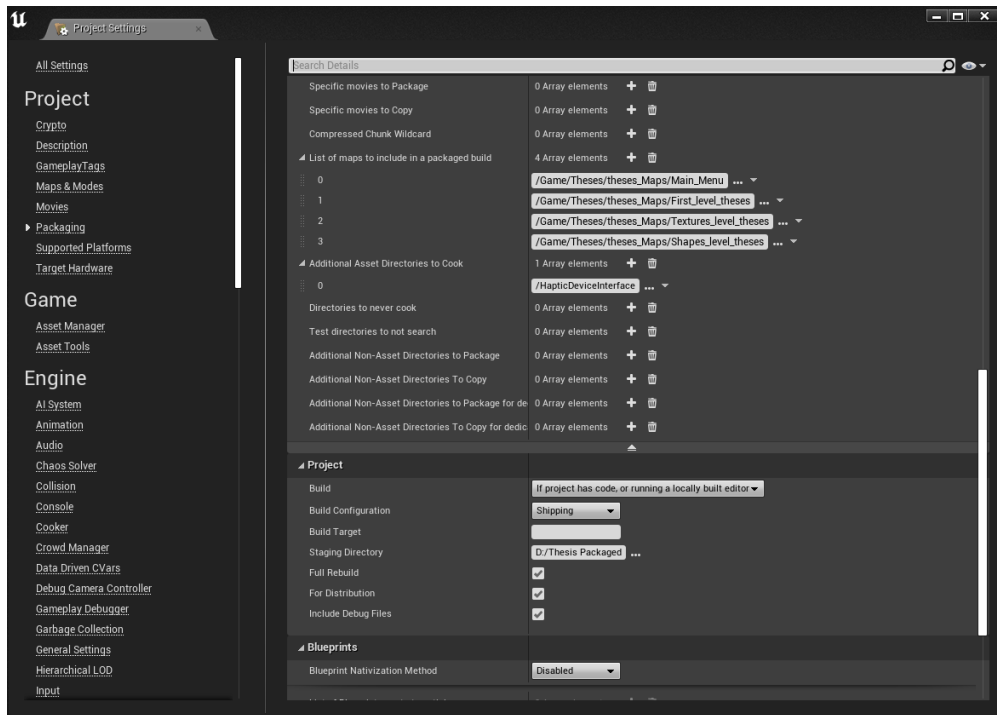 Project Settings
All Settings
Project
Crypto
Description
GameplayTags
Maps & Modes
Movies
Packaging
Supported Platforms
Target Hardware
Game
Asset Manager
Asset Tools
Engine
AI System
Animation
Audio
Chaos Solver
Collision
Console
Cooker
Crowd Manager
Data Driven CVars
Debug Camera Controller
Gameplay Debugger
Garbage Collection
General Settings
Hierarchical LOD
Input
Search Details
Specific movies to Package 0 Array elements
Specific movies to Copy 0 Array elements
Compressed Chunk Wildcard 0 Array elements
List of maps to include in a packaged build 4 Array elements
0 /Game/Theses/theses_Maps/Main_Menu
1 /Game/Theses/theses_Maps/First_level_theses
2 /Game/Theses/theses_Maps/Textures_level_theses
3 /Game/Theses/theses_Maps/Shapes_level_theses
Additional Asset Directories to Cook 1 Array elements
0 /HapticDeviceInterface
Directories to never cook 0 Array elements
Test directories to not search 0 Array elements
Additional Non-Asset Directories to Package 0 Array elements
Additional Non-Asset Directories To Copy 0 Array elements
Additional Non-Asset Directories to Package for de 0 Array elements
Additional Non-Asset Directories To Copy for dedic 0 Array elements
Project
Build If project has code, or running a locally built editor
Build Configuration Shipping
Build Target
Staging Directory D:/Thesis Packaged
Full Rebuild
For Distribution
Include Debug Files
Blueprints
Blueprint Nativization Method Disabled